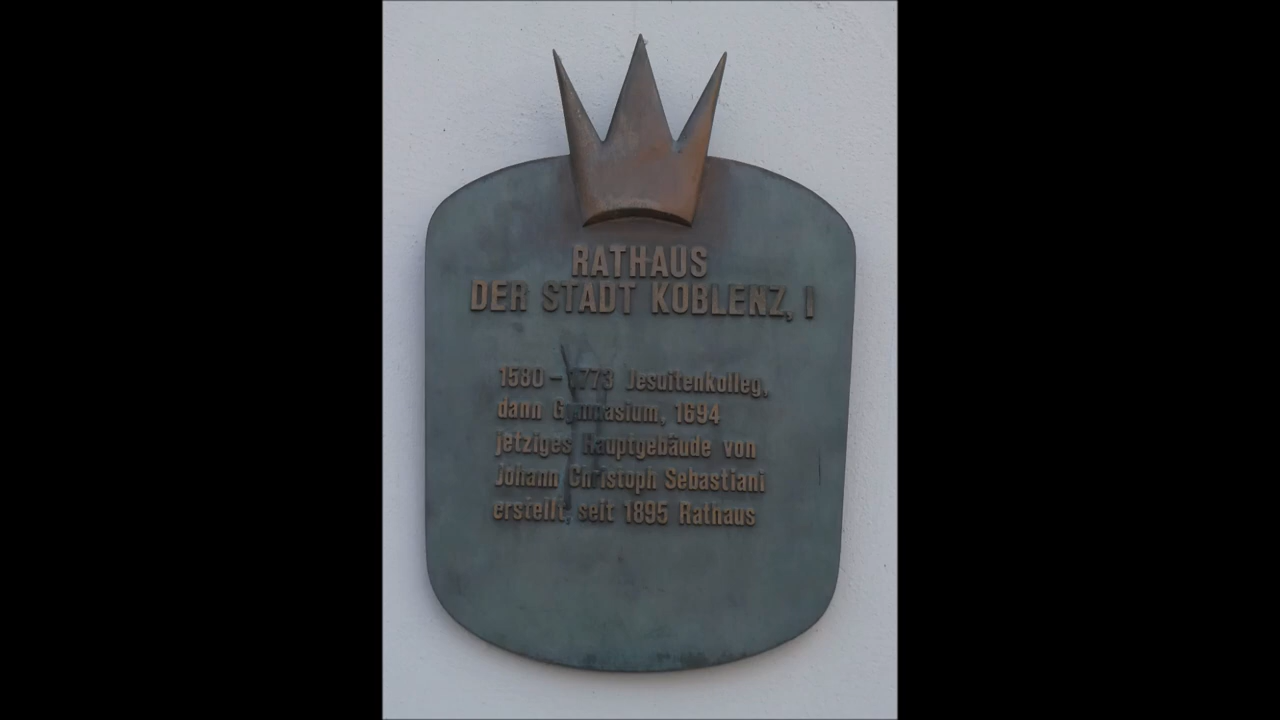 RATHAUS
DER STADT KOBLENZ, I
1580 – 1773 Jesuitenkolleg,
dann Gymnasium, 1694
jetziges Hauptgebäude von
Johann Christoph Sebastiani
erstellt, seit 1895 Rathaus